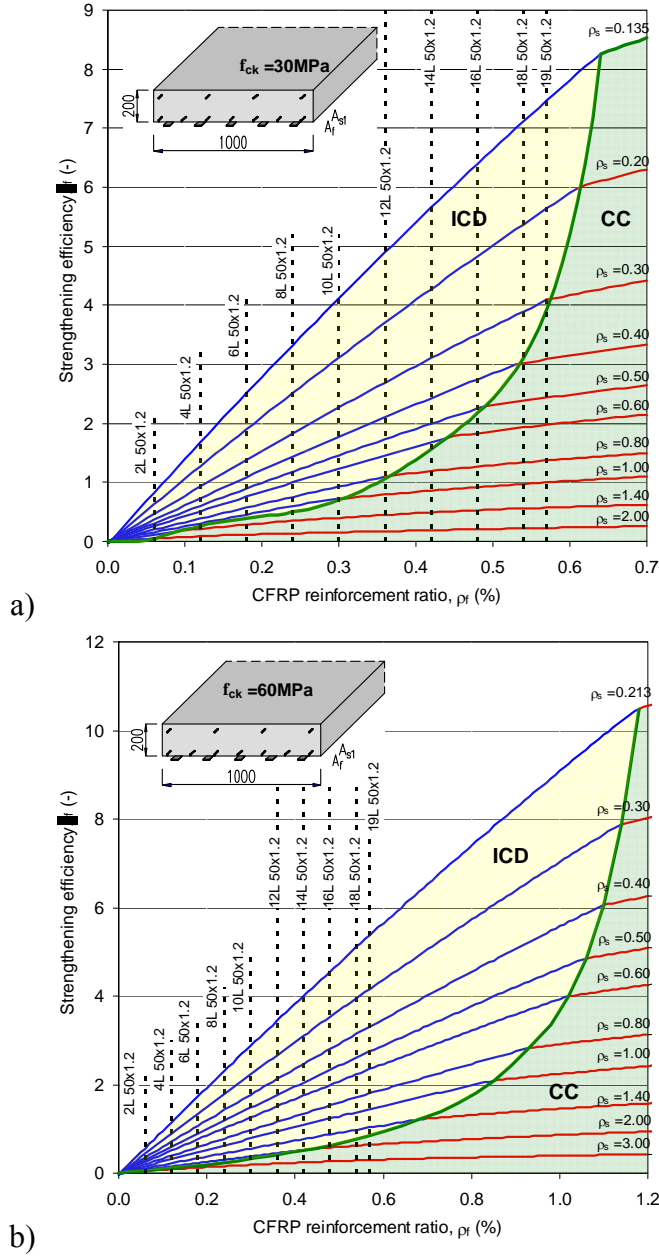 9
8
7
6
5
4
3
2
1
0
Strengthening efficiency (-)
f_ck =30MPa
200
1000
A_s1
A_f
2L 50x1.2
4L 50x1.2
6L 50x1.2
8L 50x1.2
10L 50x1.2
12L 50x1.2
14L 50x1.2
16L 50x1.2
18L 50x1.2
19L 50x1.2
ICD
CC
ρs = 0.135
ρs =0.20
ρs =0.30
ρs =0.40
ρs =0.50
ρs =0.60
ρs =0.80
ρs =1.00
ρs =1.40
ρs =2.00
0.0 0.1 0.2 0.3 0.4 0.5 0.6 0.7
CFRP reinforcement ratio, ρf (%)
a)
12
10
8
6
4
2
0
Strengthening efficiency (-)
f_ck =60MPa
200
1000
A_s1
A_f
2L 50x1.2
4L 50x1.2
6L 50x1.2
8L 50x1.2
10L 50x1.2
12L 50x1.2
14L 50x1.2
16L 50x1.2
18L 50x1.2
19L 50x1.2
ICD
CC
ρs =0.213
ρs =0.30
ρs =0.40
ρs =0.50
ρs =0.60
ρs =0.80
ρs =1.00
ρs =1.40
ρs =2.00
ρs =3.00
0.0 0.2 0.4 0.6 0.8 1.0 1.2
CFRP reinforcement ratio, ρf (%)
b)